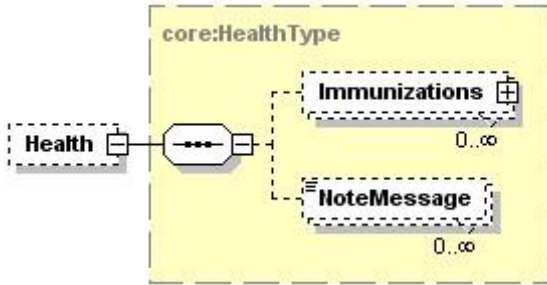 core:HealthType
Immunizations
0..∞
Health
NoteMessage
0..∞